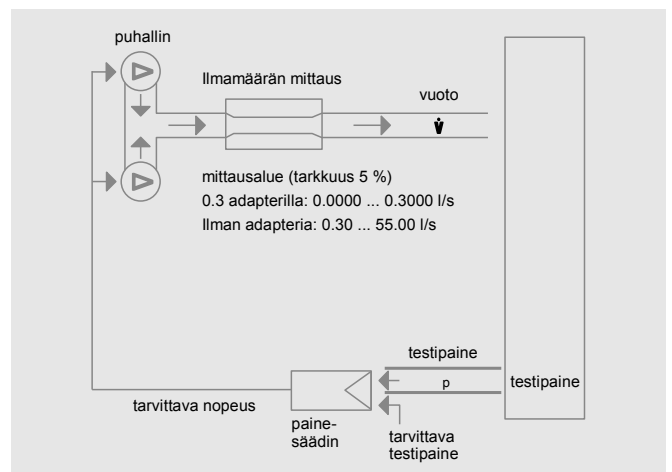 puhallin
Ilmamäärän mittaus
vuoto
V̇
mittausalue (tarkkuus 5 %)
0.3 adapterilla: 0.0000 ... 0.3000 l/s
Ilman adapteria: 0.30 ... 55.00 l/s
testipaine
p
testipaine
tarvittava nopeus
paine-
säädin
tarvittava
testipaine